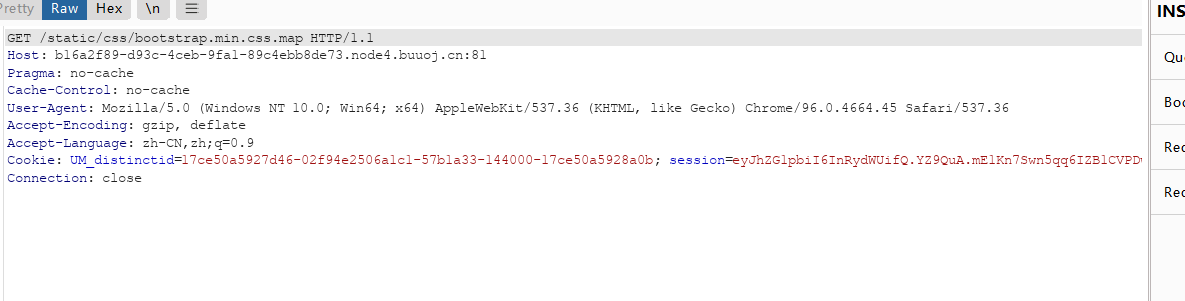 Pretty Raw Hex \n ☰
INS
GET /static/css/bootstrap.min.css.map HTTP/1.1
Host: b16a2f89-d93c-4ceb-9fa1-89c4ebb8de73.node4.buuoj.cn:81
Pragma: no-cache
Cache-Control: no-cache
User-Agent: Mozilla/5.0 (Windows NT 10.0; Win64; x64) AppleWebKit/537.36 (KHTML, like Gecko) Chrome/96.0.4664.45 Safari/537.36
Accept-Encoding: gzip, deflate
Accept-Language: zh-CN,zh;q=0.9
Cookie: UM_distinctid=17ce50a5927d46-02f94e2506a1c1-57b1a33-144000-17ce50a5928a0b; session=eyJhZG1pbiI6InRydWUifQ.YZ9QuA.mE1Kn7Swn5qq6IZB1CVPD
Connection: close
Que
Bod
Rec
Rec